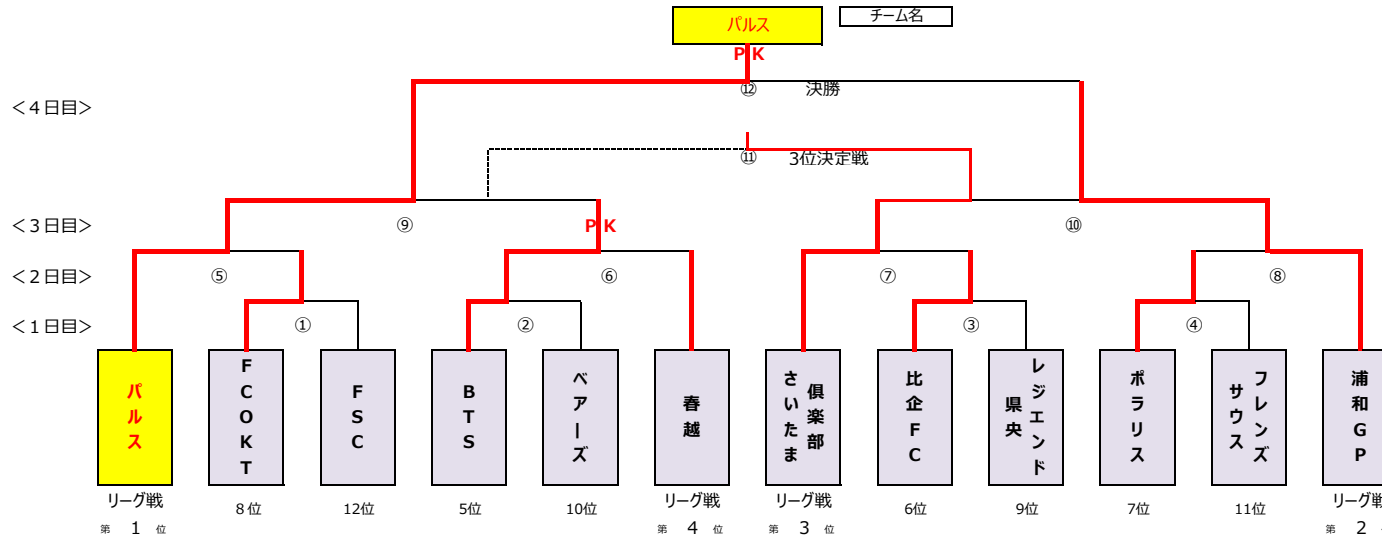 パルス
チーム名
PK
⑫ 決勝
<4日目>
⑪ 3位決定戦
<3日目>
⑨
PK
⑩
<2日目>
⑤
⑥
⑦
⑧
<1日目>
①
②
③
④
パルス
FCOKT
FSC
BTS
ベアーズ
春越
倶楽部
さいたま
比企FC
レジエンド
県央
ポラリス
フレンズ
サウス
浦和GP
リーグ戦
8位
12位
5位
10位
リーグ戦
リーグ戦
6位
9位
7位
11位
リーグ戦
第 1 位
第 4 位
第 3 位
第 2